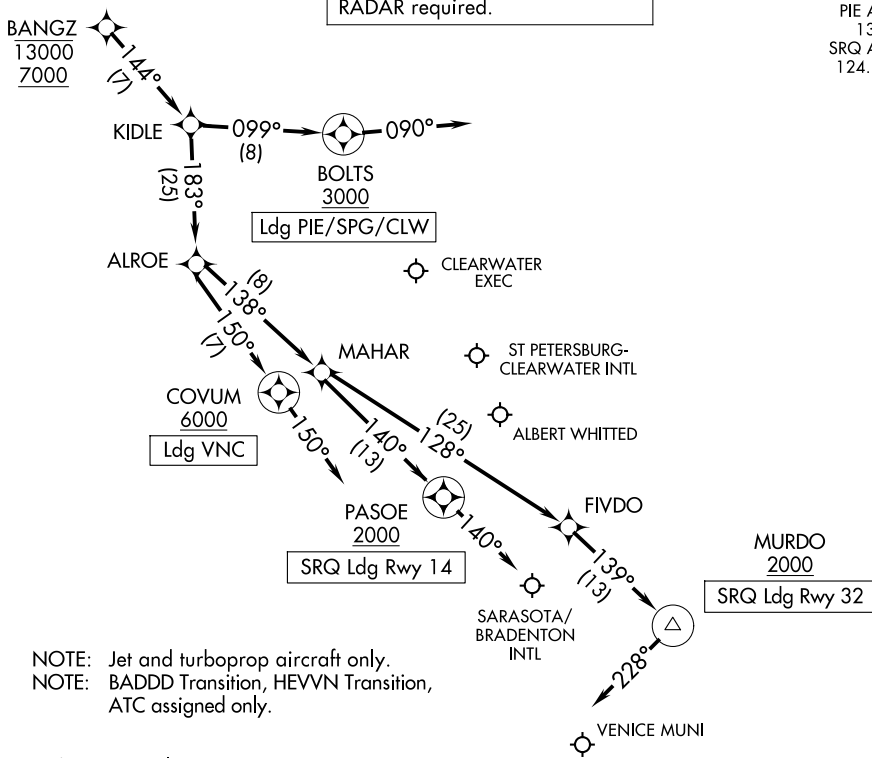 RADAR required.
PIE A
13
SRQ A
124.
BANGZ
13000
7000
144°
(7)
KIDLE
099°
(8)
090°
BOLTS
3000
Ldg PIE/SPG/CLW
183°
(25)
ALROE
CLEARWATER
EXEC
(8)
138°
150°
(7)
MAHAR
ST PETERSBURG-
CLEARWATER INTL
COVUM
6000
Ldg VNC
150°
ALBERT WHITTED
(25)
128°
140°
(13)
PASOE
2000
SRQ Ldg Rwy 14
140°
FIVDO
139°
(13)
MURDO
2000
SRQ Ldg Rwy 32
SARASOTA/
BRADENTON
INTL
228°
VENICE MUNI
NOTE: Jet and turboprop aircraft only.
NOTE: BADDD Transition, HEVVN Transition,
ATC assigned only.